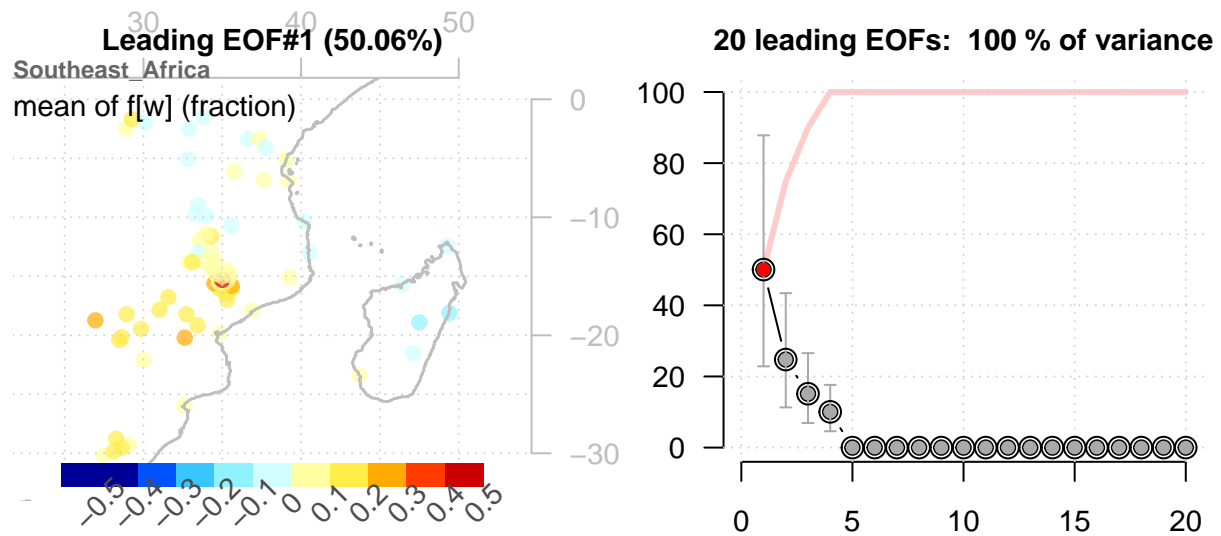 30 40 50
Leading EOF#1 (50.06%)
Southeast_Africa
mean of f[w] (fraction)
0
−10
−20
−30
−0.5 −0.4 −0.3 −0.2 −0.1 0 0.1 0.2 0.3 0.4 0.5
20 leading EOFs: 100 % of variance
100
80
60
40
20
0
0 5 10 15 20